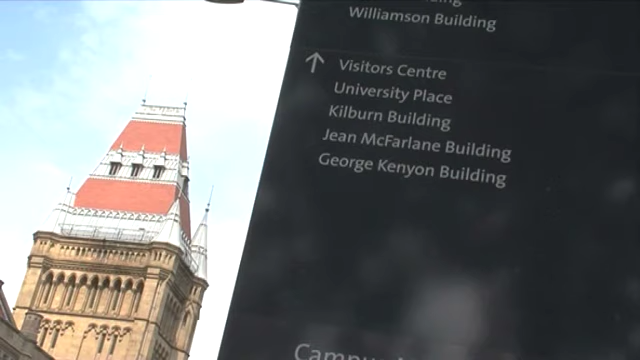 Williamson Building
Visitors Centre
University Place
Kilburn Building
Jean McFarlane Building
George Kenyon Building